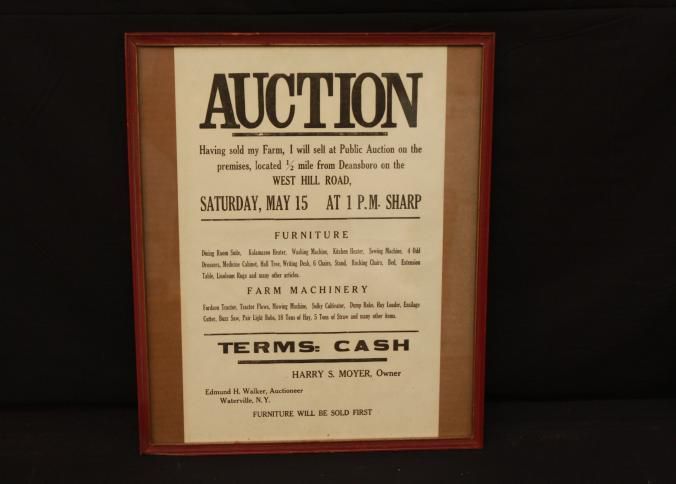 AUCTION
Having sold my Farm, I will sell at Public Auction on the
premises, located ½ mile from Deansboro on the
WEST HILL ROAD,
SATURDAY, MAY 15 AT 1 P.M. SHARP
FURNITURE
Dining Room Suite, Kalamazoo Heater, Washing Machine, Kitchen Heater, Sewing Machine, 4 Odd
Dressers, Medicine Cabinet, Hall Tree, Writing Desk, 6 Chairs, Stand, Rocking Chairs, Bed, Extension
Table, Linoleum Rugs and many other articles.
FARM MACHINERY
Fordson Tractor, Tractor Plows, Mowing Machine, Sulky Cultivator, Dump Rake, Hay Loader, Ensilage
Cutter, Buzz Saw, Pair Light Bobs, 18 Tons of Hay, 5 Tons of Straw and many other items.
TERMS: CASH
HARRY S. MOYER, Owner
Edmund H. Walker, Auctioneer
Waterville, N. Y.
FURNITURE WILL BE SOLD FIRST